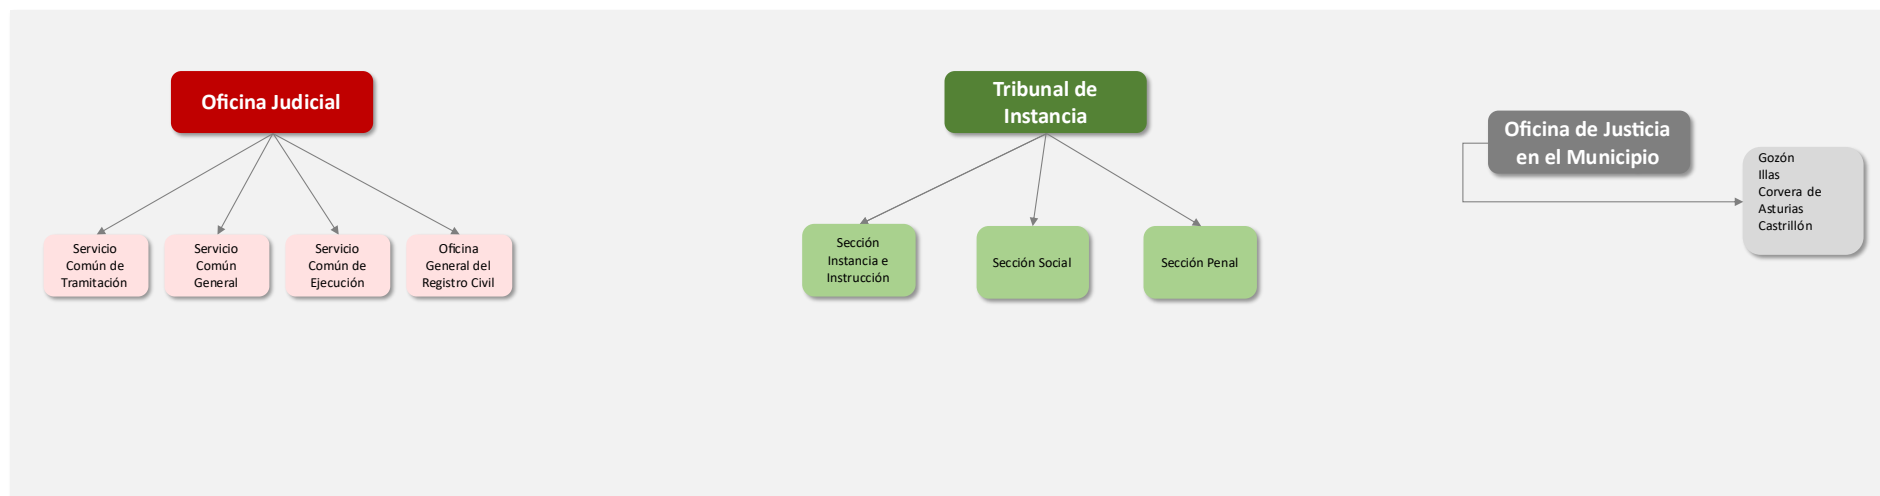 Oficina Judicial
Servicio
Común de
Tramitación
Servicio
Común
General
Servicio
Común de
Ejecución
Oficina
General del
Registro Civil
Tribunal de
Instancia
Sección
Instancia e
Instrucción
Sección Social
Sección Penal
Oficina de Justicia
en el Municipio
Gozón
Illas
Corvera de
Asturias
Castrillón